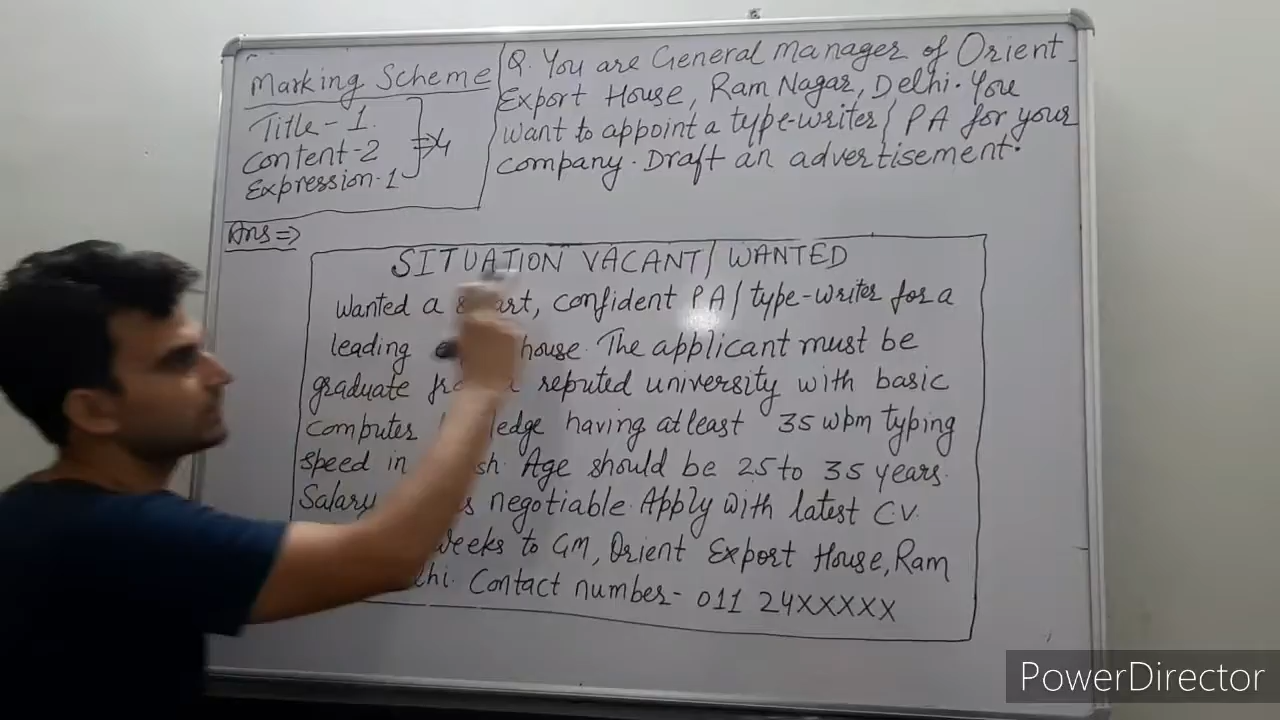 Marking Scheme
Title - 1
Content - 2
Expression - 1
⇒ 4
Q. You are General Manager of Orient
Export House, Ram Nagar, Delhi. You
want to appoint a type-writer/ PA for your
company. Draft an advertisement.
Ans ⇒
SITUATION VACANT/ WANTED
Wanted a smart, confident PA/ type-writer for a
leading house. The applicant must be
graduate from a reputed university with basic
computer having atleast 35 wpm typing
speed in Age should be 25 to 35 years.
Salary negotiable. Apply with latest C.V.
weeks to GM, Orient Export House, Ram
Contact number - 011 24XXXXX
PowerDirector